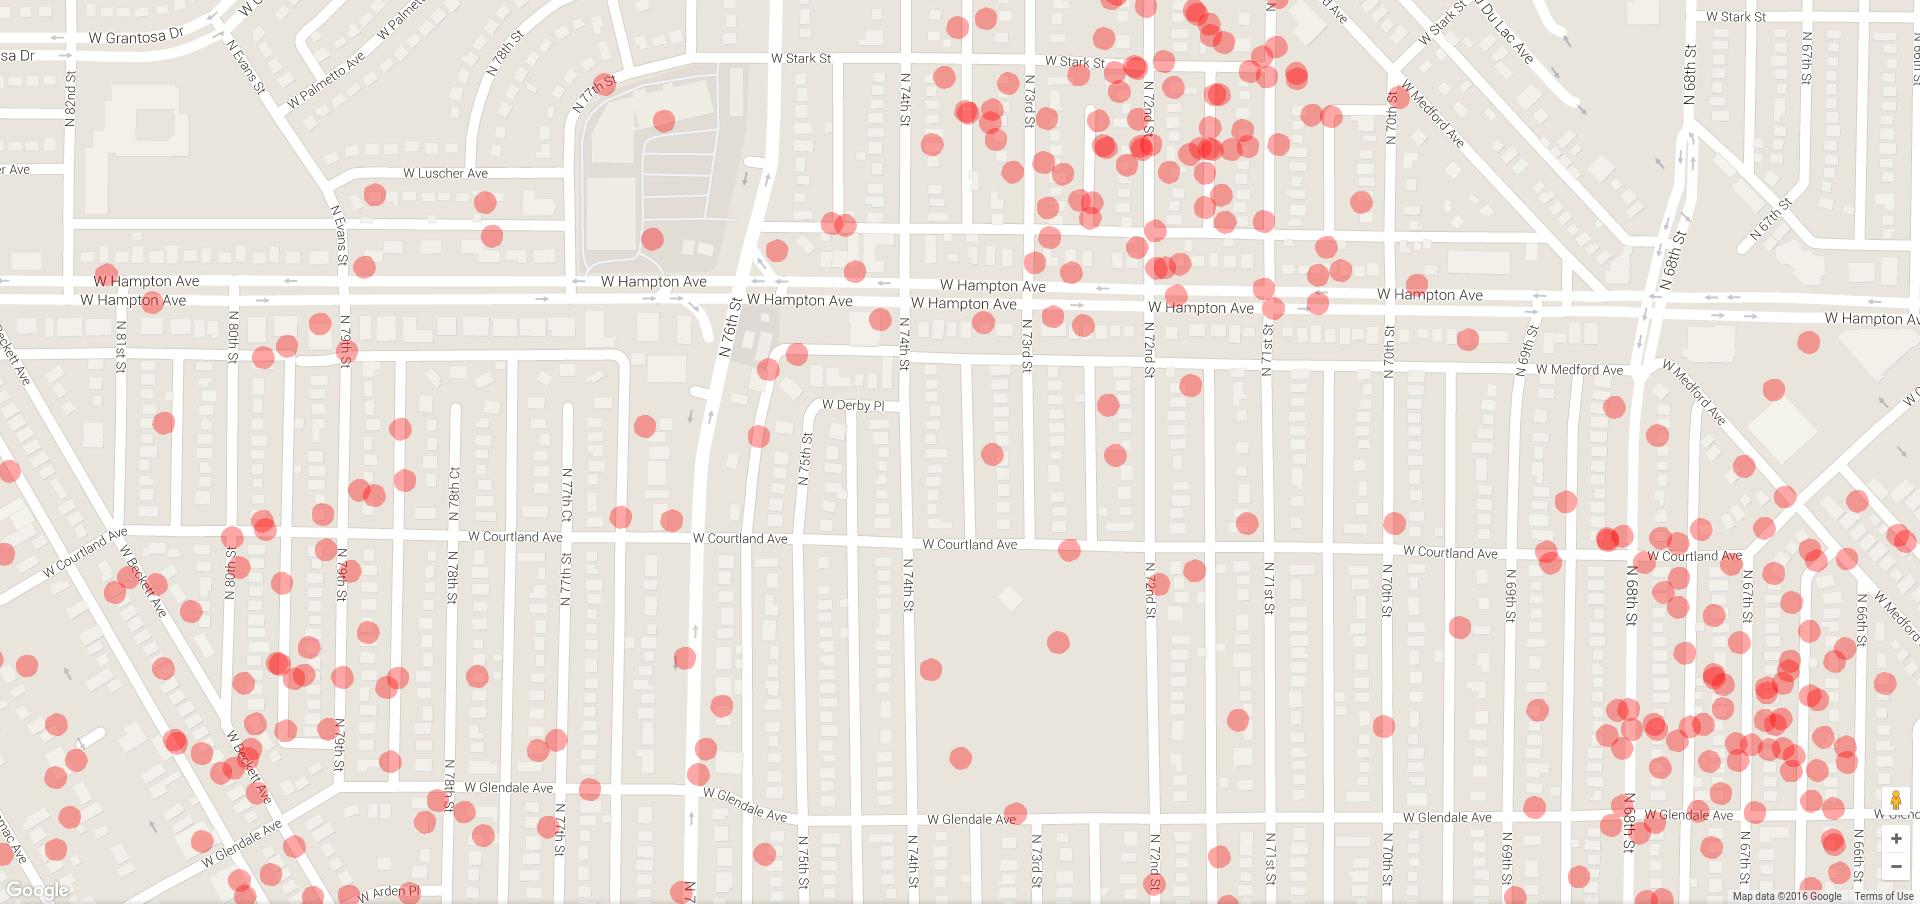 W Grantosa Dr
W Palmetto Ave
W Palmetto
N Evans St
N 78th St
N 77th St
W Stark St
W Stark St
W Stark St
W Stark St
Du Lac Ave
N 82nd St
N 74th St
N 73rd St
N 72nd St
N 70th St
W Medford Ave
N 68th St
N 67th St
W Luscher Ave
N Evans St
N 67th St
N 68th St
W Hampton Ave
W Hampton Ave
W Hampton Ave
W Hampton Ave
W Hampton Ave
W Hampton Ave
W Hampton Ave
W Hampton Ave
W Hampton Av
N 81st St
N 80th St
N 79th St
N 76th St
N 74th St
N 73rd St
N 72nd St
N 71st St
N 70th St
N 69th St
W Medford Ave
W Medford Ave
W Derby Pl
N 75th St
N 78th Ct
N 77th Ct
W Courtland Ave
W Courtland Ave
W Courtland Ave
W Courtland Ave
W Courtland Ave
W Courtland Ave
W Beckett Ave
N 80th St
N 79th St
N 78th St
N 77th St
N 74th St
N 72nd St
N 71st St
N 70th St
N 69th St
N 68th St
N 67th St
N 66th St
W Medford
N 79th St
W Beckett Ave
N 78th St
W Glendale Ave
W Glendale Ave
W Glendale Ave
W Glendale Ave
W Glendale Ave
W Glendale Ave
N 77th St
N 75th St
N 74th St
N 73rd St
N 72nd St
N 71st St
N 70th St
N 69th St
N 68th St
N 67th St
N 66th St
W Arden Pl
Google
Map data ©2016 Google
Terms of Use